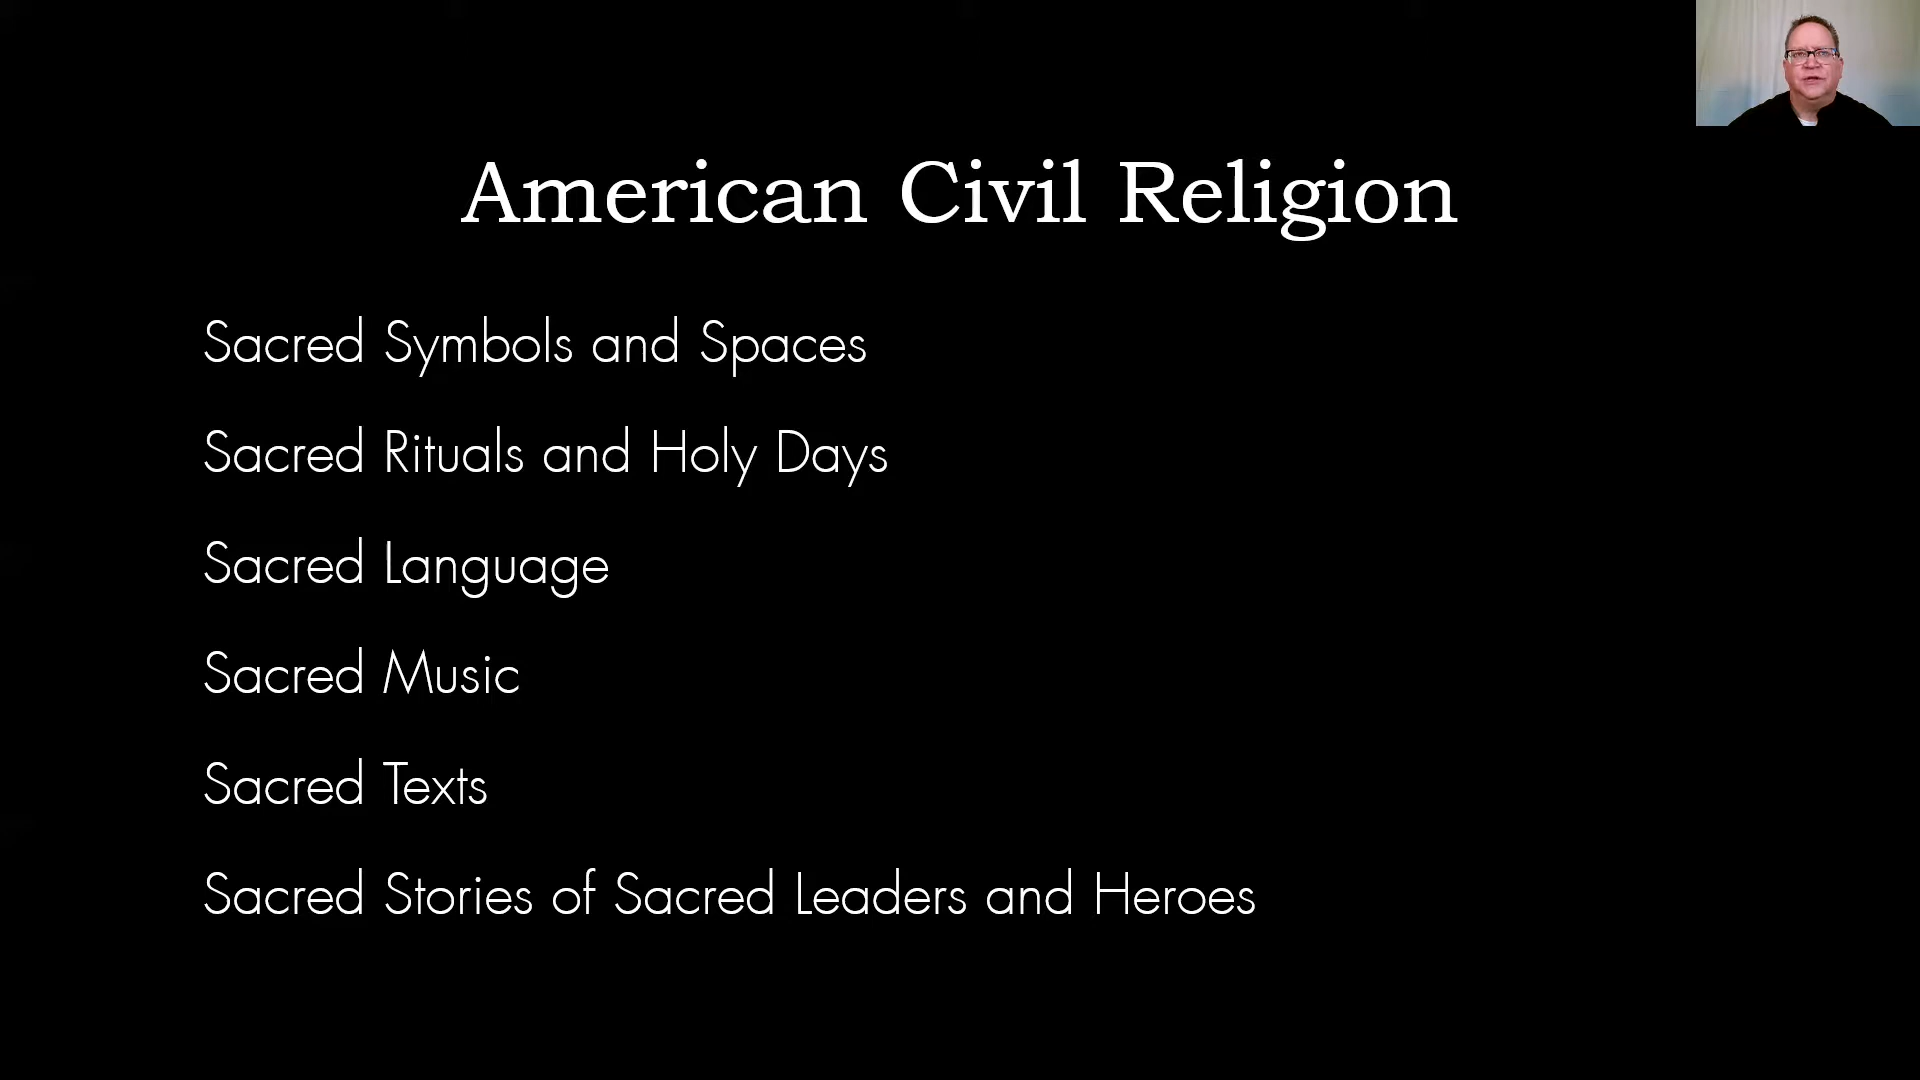 American Civil Religion
Sacred Symbols and Spaces
Sacred Rituals and Holy Days
Sacred Language
Sacred Music
Sacred Texts
Sacred Stories of Sacred Leaders and Heroes